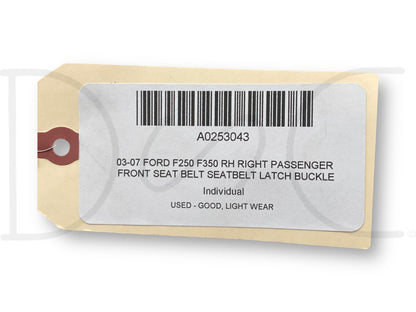 A0253043
03-07 FORD F250 F350 RH RIGHT PASSENGER
FRONT SEAT BELT SEATBELT LATCH BUCKLE
Individual
USED - GOOD, LIGHT WEAR